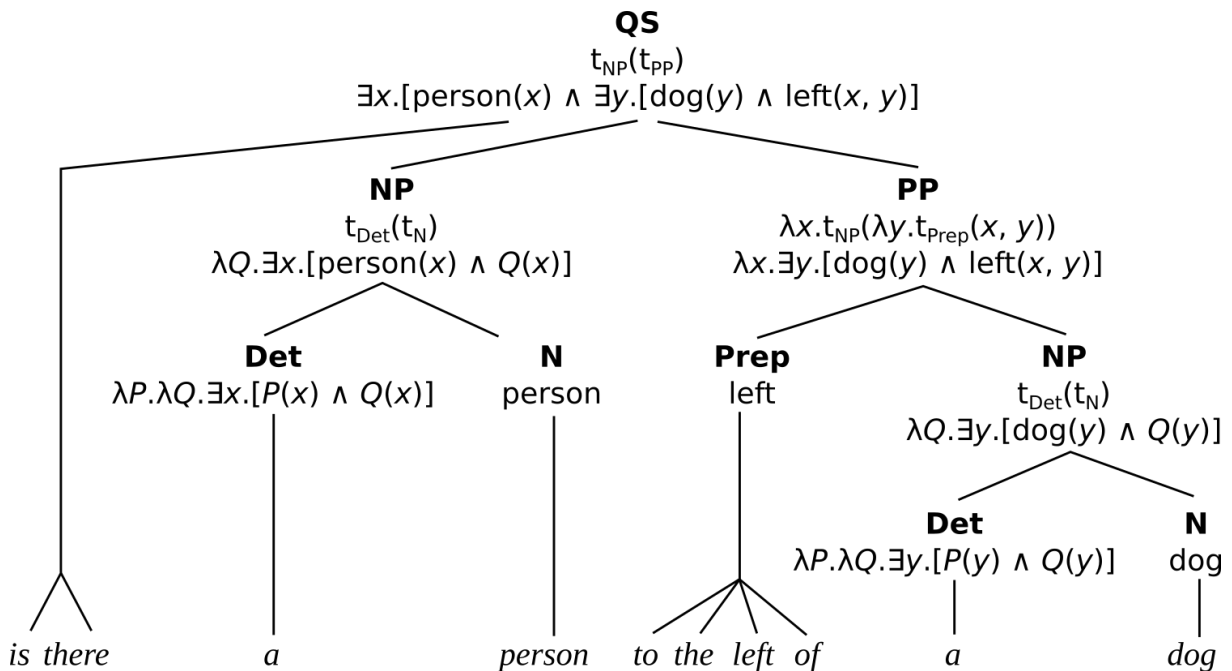 QS
t_NP(t_PP)
∃x.[person(x) ∧ ∃y.[dog(y) ∧ left(x, y)]
NP
t_Det(t_N)
λQ.∃x.[person(x) ∧ Q(x)]
PP
λx.t_NP(λy.t_Prep(x, y))
λx.∃y.[dog(y) ∧ left(x, y)]
Det
λP.λQ.∃x.[P(x) ∧ Q(x)]
N
person
Prep
left
NP
t_Det(t_N)
λQ.∃y.[dog(y) ∧ Q(y)]
Det
λP.λQ.∃y.[P(y) ∧ Q(y)]
N
dog
is there a person to the left of a dog